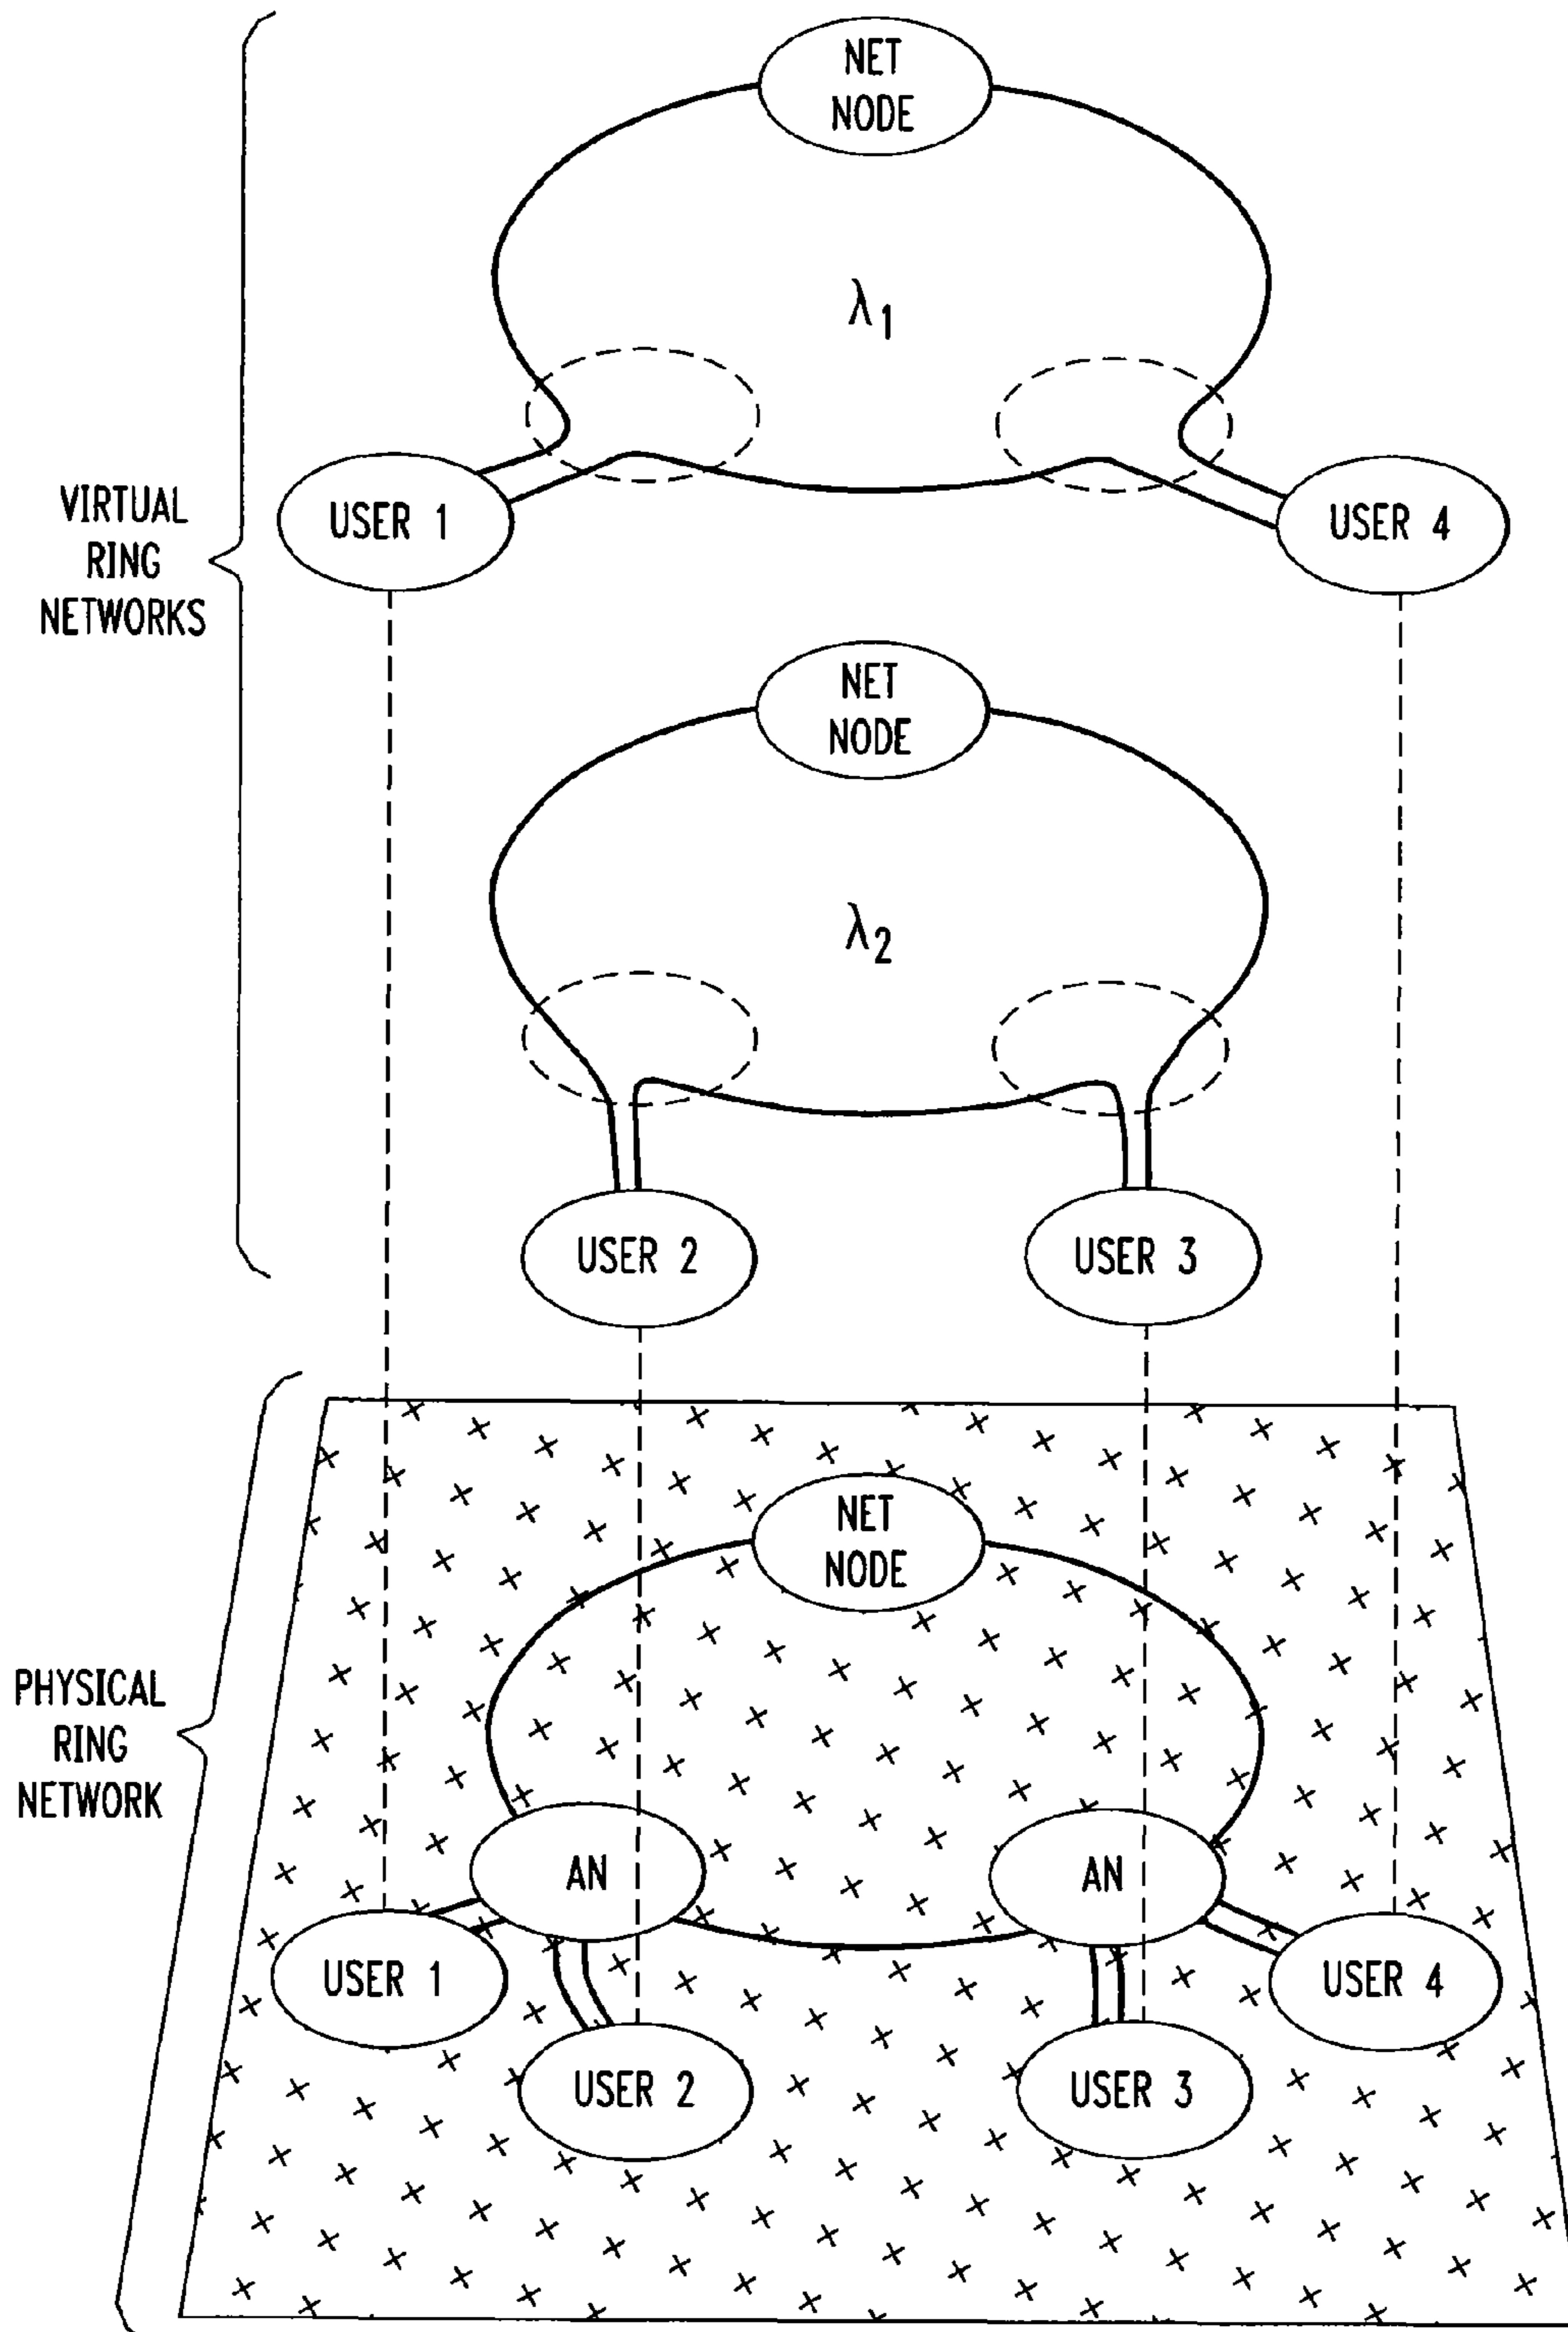 NET
NODE
λ1
VIRTUAL
RING
NETWORKS
USER 1
USER 4
NET
NODE
λ2
USER 2
USER 3
NET
NODE
PHYSICAL
RING
NETWORK
AN
AN
USER 1
USER 4
USER 2
USER 3